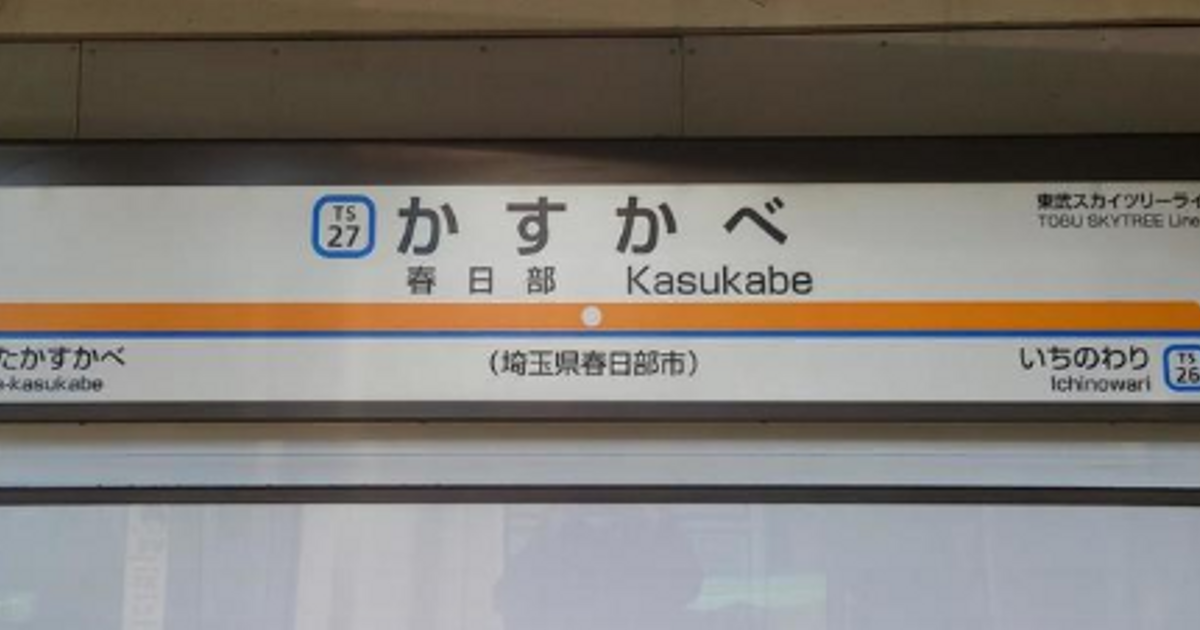 TS
27
かすかべ
春日部 Kasukabe
東武スカイツリーライ
TOBU SKYTREE Line
たかすかべ
-kasukabe
(埼玉県春日部市)
いちのわり
Ichinowari
TS
26